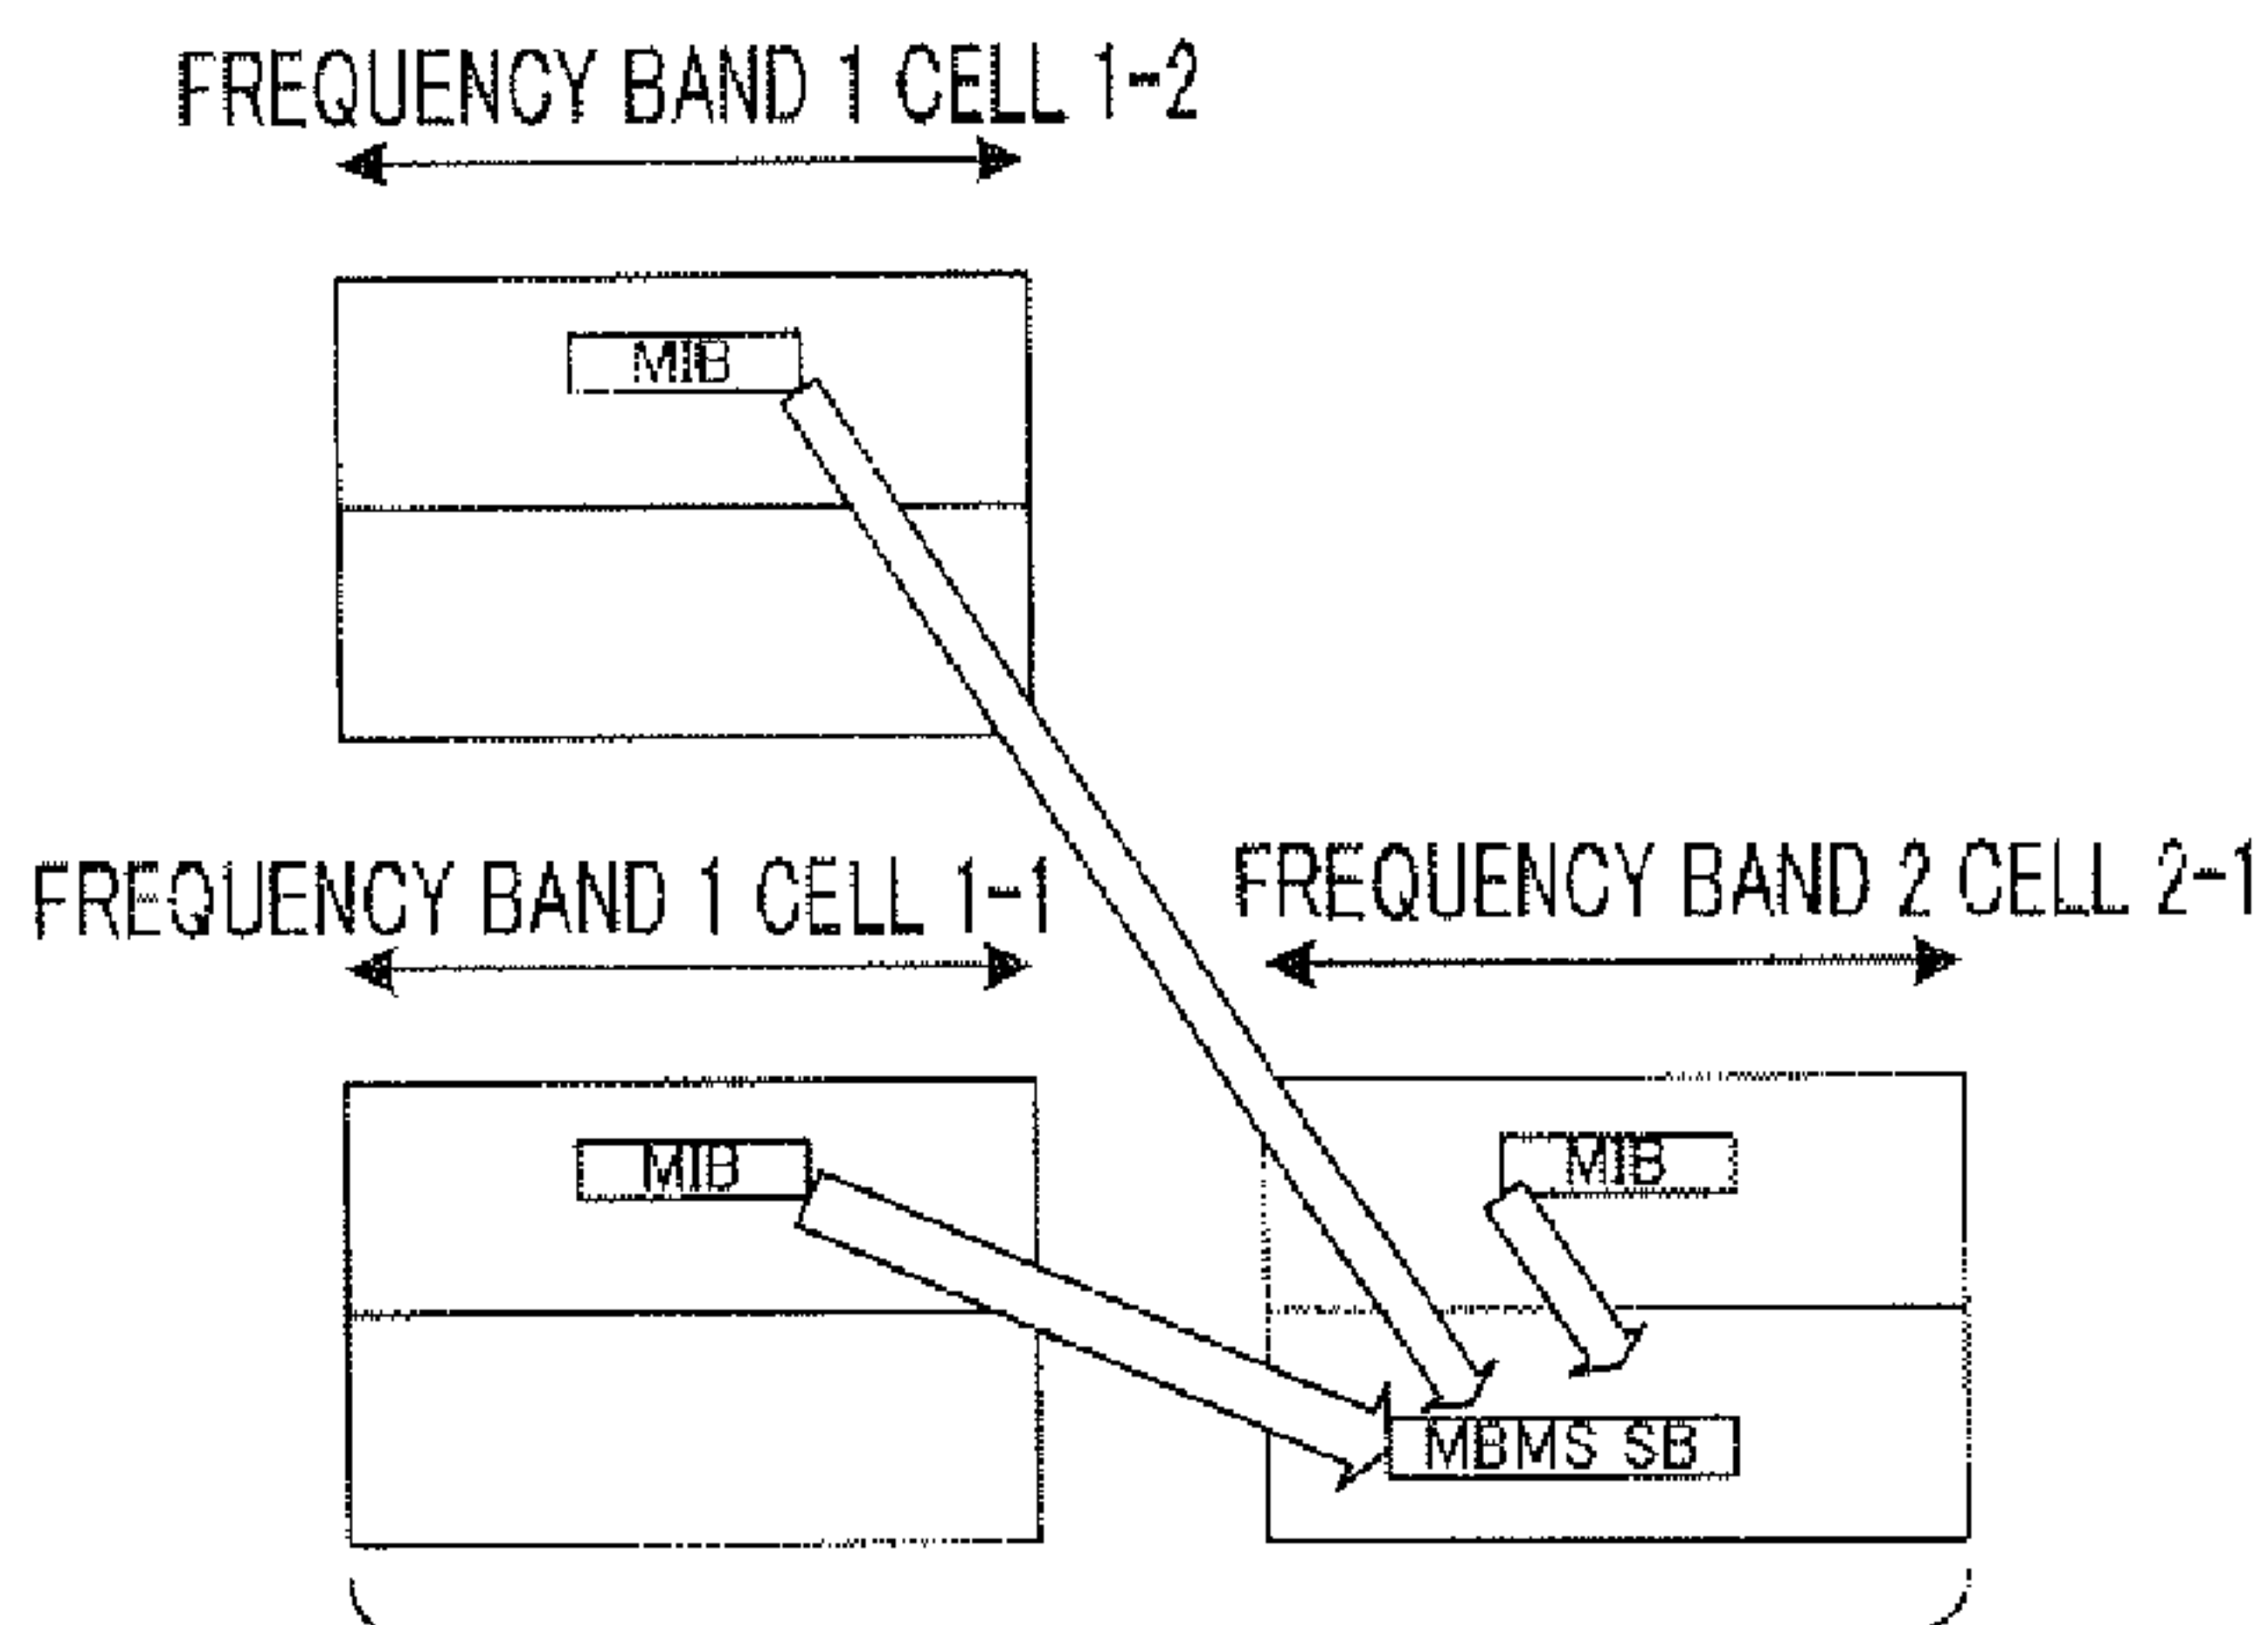 FREQUENCY BAND 1 CELL 1-2
MIB
FREQUENCY BAND 1 CELL 1-1
FREQUENCY BAND 2 CELL 2-1
MIB
MIB
MBMS SB